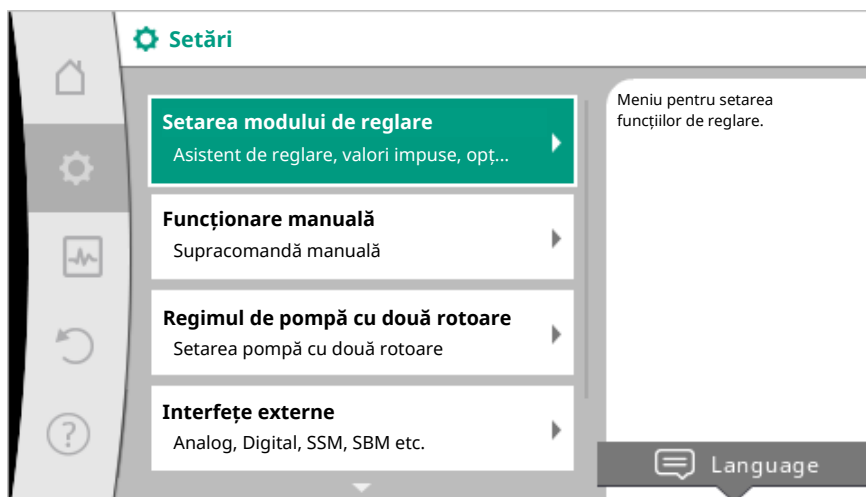 Setări
Setarea modului de reglare
Asistent de reglare, valori impuse, opț...
Funcționare manuală
Supracomandă manuală
Regimul de pompă cu două rotoare
Setarea pompă cu două rotoare
Interfețe externe
Analog, Digital, SSM, SBM etc.
Meniu pentru setarea
funcțiilor de reglare.
Language